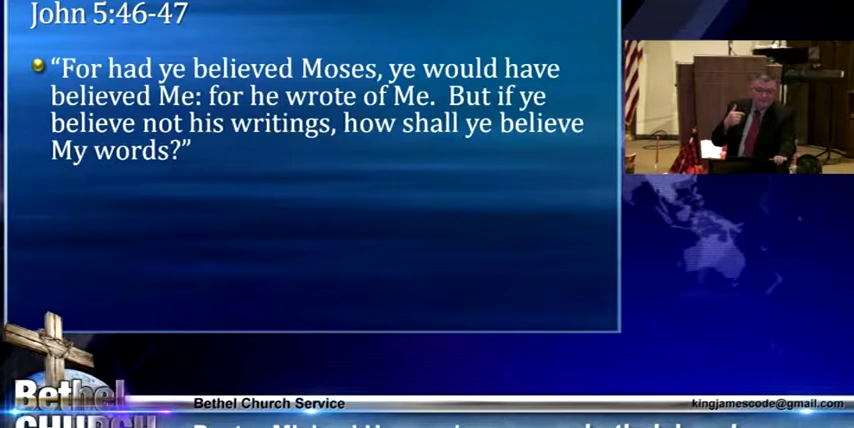 John 5:46-47
“For had ye believed Moses, ye would have
believed Me: for he wrote of Me.  But if ye
believe not his writings, how shall ye believe
My words?”
Bethel
CHURCH
Bethel Church Service
kingjamescode@gmail.com